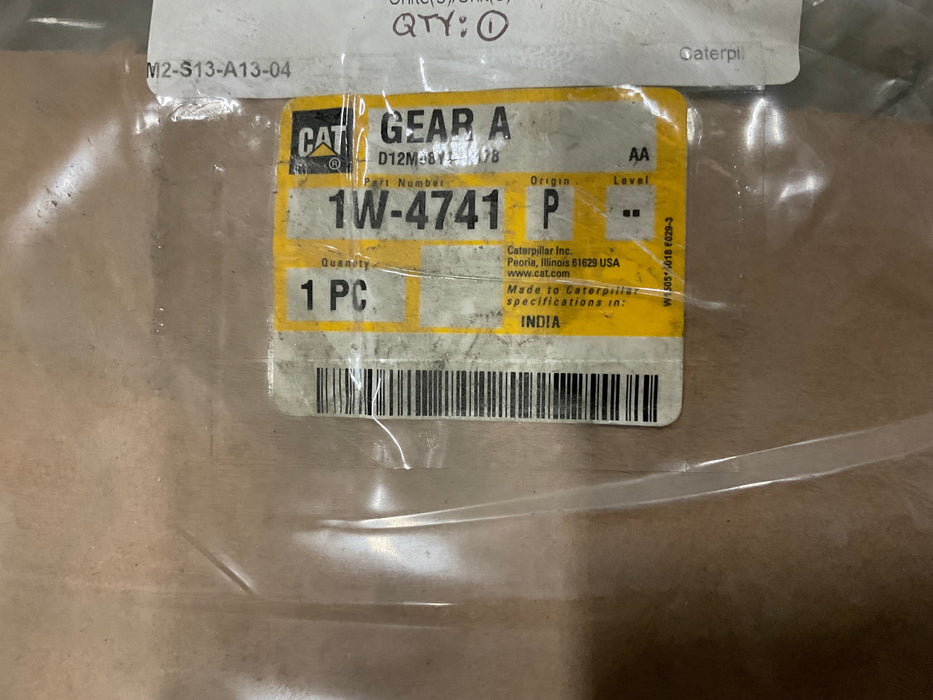 QTY: 1
M2-S13-A13-04
Caterpil
CAT ®
GEAR A
AA
Part Number
Origin
Level
1W-4741
P
--
Quantity
1 PC
Caterpillar Inc.
Peoria, Illinois 61629 USA
www.cat.com
Made to Caterpillar
specifications in:
INDIA